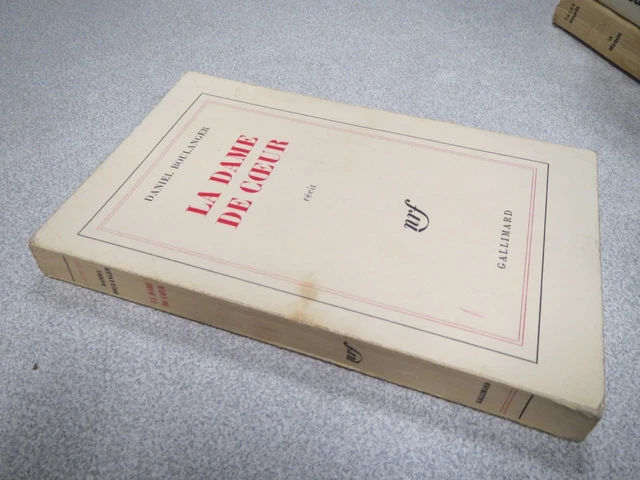 DANIEL BOULANGER
LA DAME
DE CŒUR
récit
nrf
GALLIMARD
DANIEL
BOULANGER
LA DAME
DE CŒUR
nrf
GALLIMARD